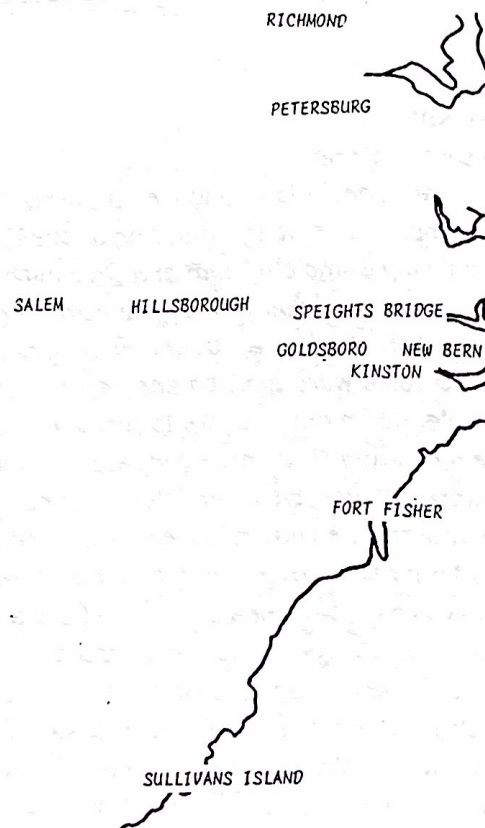 RICHMOND
PETERSBURG
SALEM HILLSBOROUGH SPEIGHTS BRIDGE
GOLDSBORO NEW BERN
KINSTON
FORT FISHER
SULLIVANS ISLAND